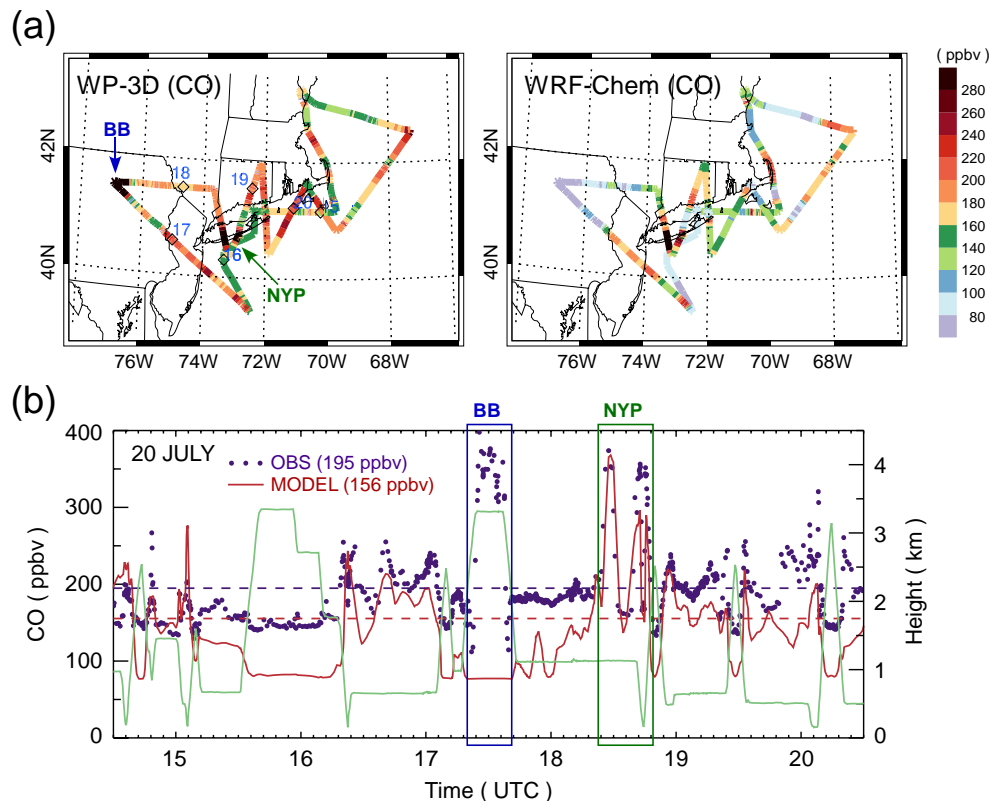 (a)
( ppbv )
WP-3D (CO)
WRF-Chem (CO)
BB
42N
40N
18
19
17
16
NYP
76W 74W 72W 70W 68W
76W 74W 72W 70W 68W
280
260
240
220
200
180
160
140
120
100
80
(b)
BB
NYP
20 JULY
OBS (195 ppbv)
MODEL (156 ppbv)
CO ( ppbv )
400
300
200
100
0
Height ( km )
4
3
2
1
0
15 16 17 18 19 20
Time ( UTC )